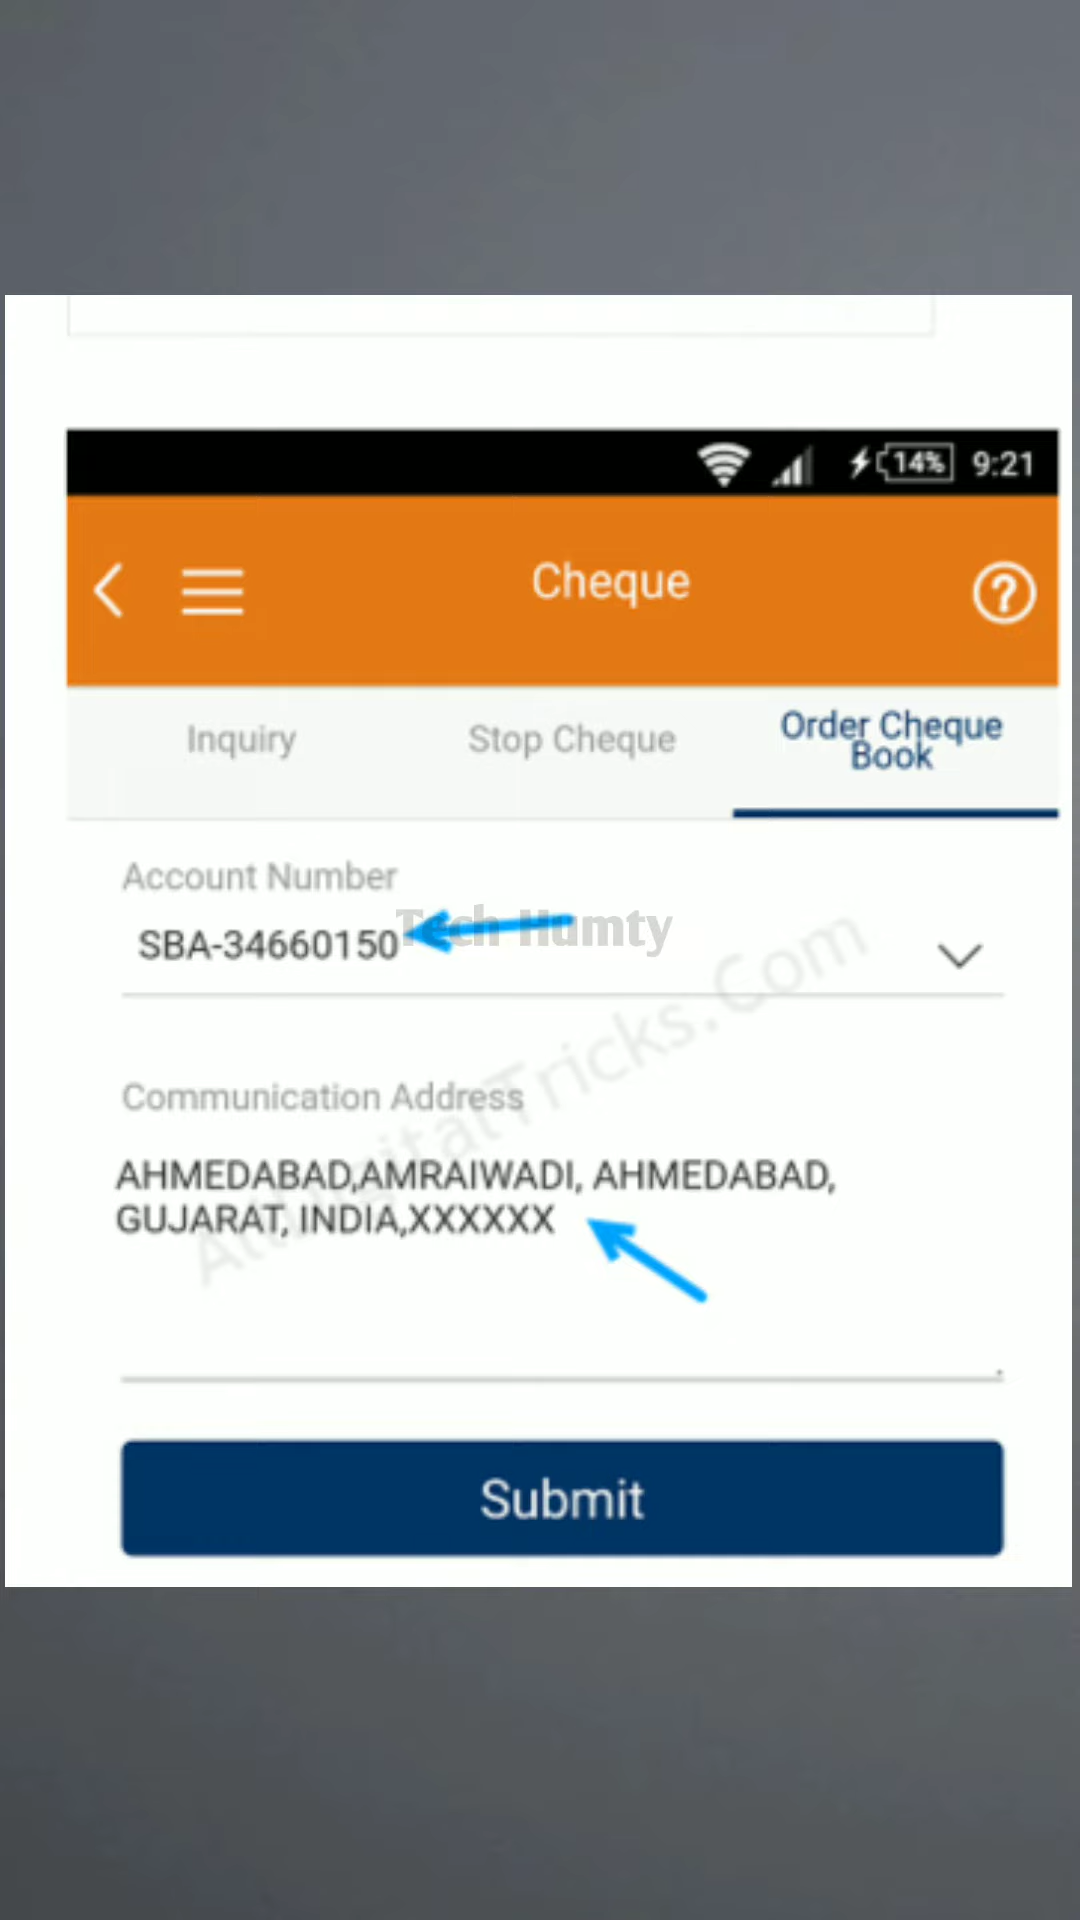 14% 9:21
Cheque
Inquiry
Stop Cheque
Order Cheque
Book
Account Number
Tech Humty
SBA-34660150
AllDigitalTricks.Com
Communication Address
AHMEDABAD,AMRAIWADI, AHMEDABAD,
GUJARAT, INDIA,XXXXXX
Submit